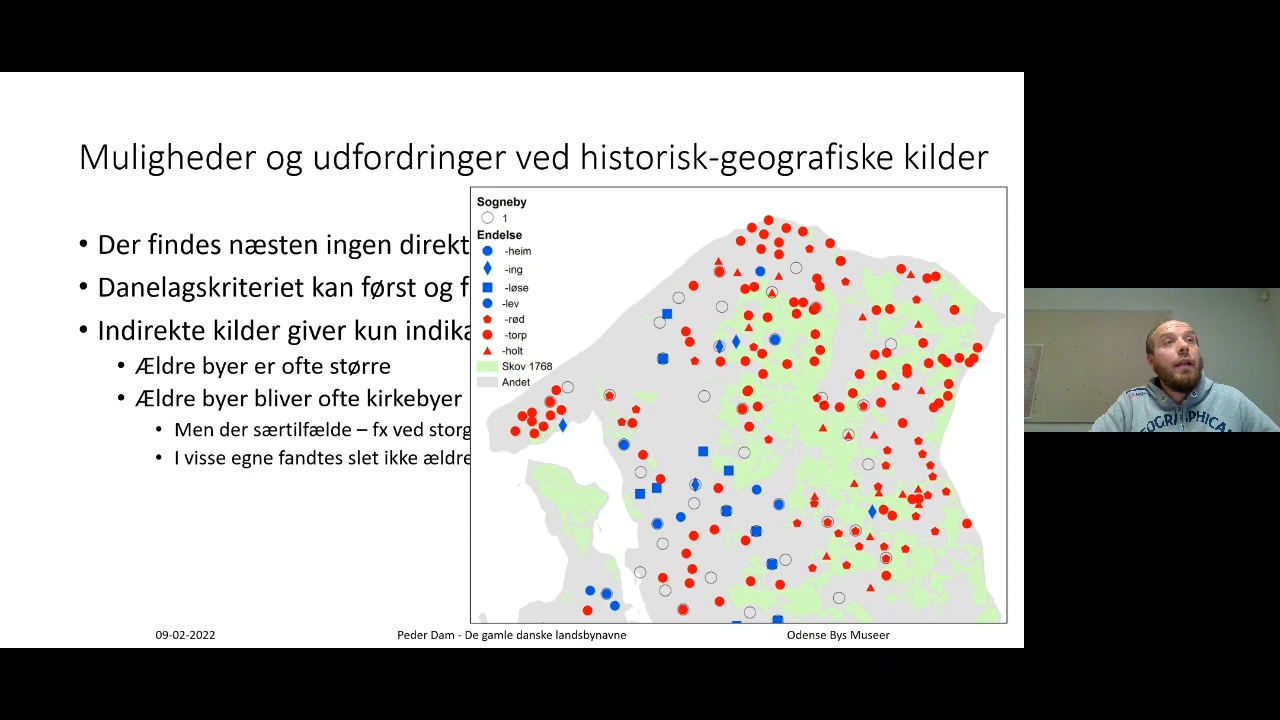 Muligheder og udfordringer ved historisk-geografiske kilder
• Der findes næsten ingen direkt
• Danelagskriteriet kan først og f
• Indirekte kilder giver kun indika
• Ældre byer er ofte større
• Ældre byer bliver ofte kirkebyer
• Men der særtilfælde – fx ved storg
• I visse egne fandtes slet ikke ældre
Sogneby
1
Endelse
-heim
-ing
-løse
-lev
-rød
-torp
-holt
Skov 1768
Andet
09-02-2022
Peder Dam - De gamle danske landsbynavne
Odense Bys Museer